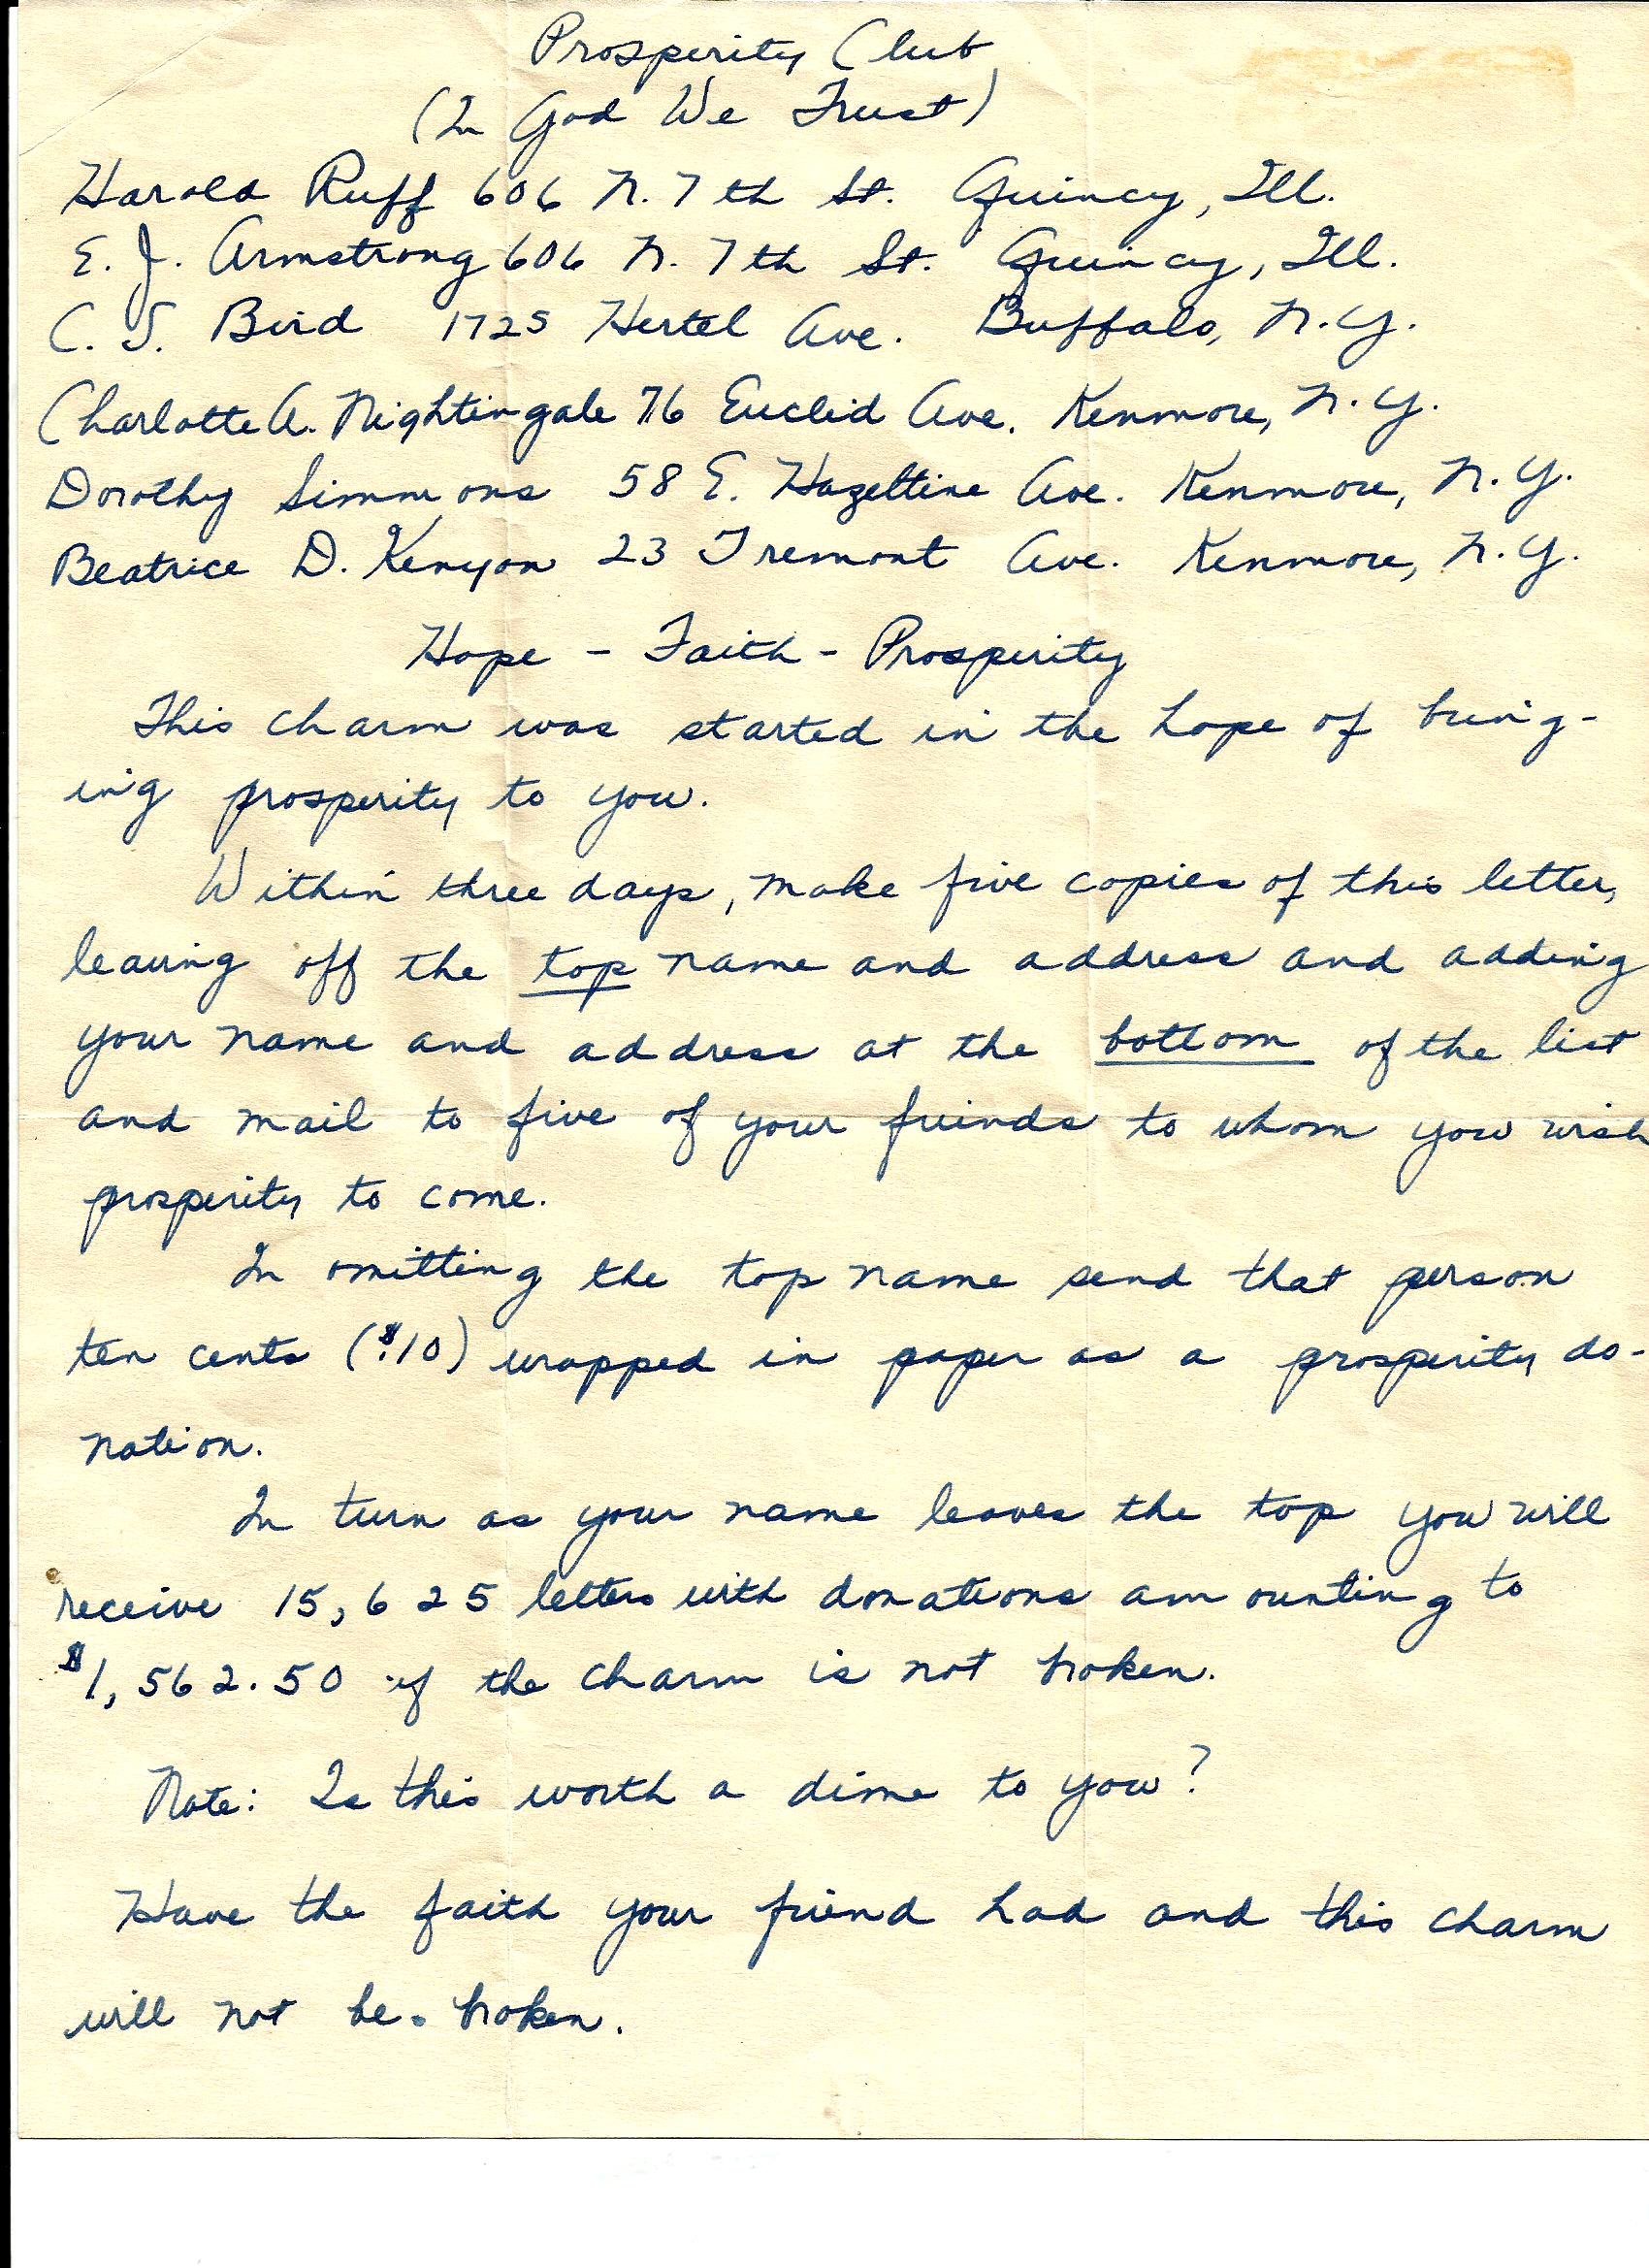 Prosperity Club
(In God We Trust)
Harold Ruff 606 N. 7th St. Quincy, Ill.
E. J. Armstrong 606 N. 7th St. Quincy, Ill.
C. S. Bird 1725 Hertel Ave. Buffalo, N.Y.
Charlotte A. Nightingale 76 Euclid Ave. Kenmore, N.Y.
Dorothy Simmons 58 E. Hazeltine Ave. Kenmore, N.Y.
Beatrice D. Kenyon 23 Tremont Ave. Kenmore, N.Y.
Hope - Faith - Prosperity
This charm was started in the hope of bring-
ing prosperity to you.
Within three days, make five copies of this letter,
leaving off the top name and address and adding
your name and address at the bottom of the list
and mail to five of your friends to whom you wish
prosperity to come.
In omitting the top name send that person
ten cents ($.10) wrapped in paper as a prosperity do-
nation.
In turn as your name leaves the top you will
receive 15,625 letters with donations amounting to
$1,562.50 if the charm is not broken.
Note: Is this worth a dime to you?
Have the faith your friend had and this charm
will not be. broken.